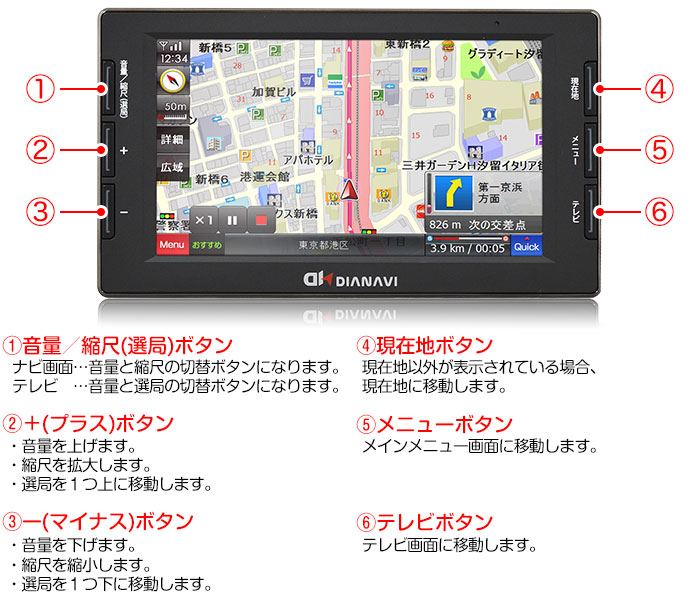 新橋5
東新橋2
グラディート汐留
12:34
加賀ビル
50m
16
8
16
14
13
詳細
アパホテル
広域
三井ガーデンH汐留イタリア街
新橋6
港運会館
第一京浜
方面
×1
クス新橋
警察署
826 m 次の交差点
Menu
おすすめ
東京都港区
3.9 km / 00:05
Quick
DIANAVI
音量／縮尺(選局)
+
−
現在地
メニュー
テレビ
①
②
③
④
⑤
⑥
①音量／縮尺(選局)ボタン
ナビ画面…音量と縮尺の切替ボタンになります。
テレビ …音量と選局の切替ボタンになります。
②＋(プラス)ボタン
・音量を上げます。
・縮尺を拡大します。
・選局を１つ上に移動します。
③ー(マイナス)ボタン
・音量を下げます。
・縮尺を縮小します。
・選局を１つ下に移動します。
④現在地ボタン
現在地以外が表示されている場合、
現在地に移動します。
⑤メニューボタン
メインメニュー画面に移動します。
⑥テレビボタン
テレビ画面に移動します。